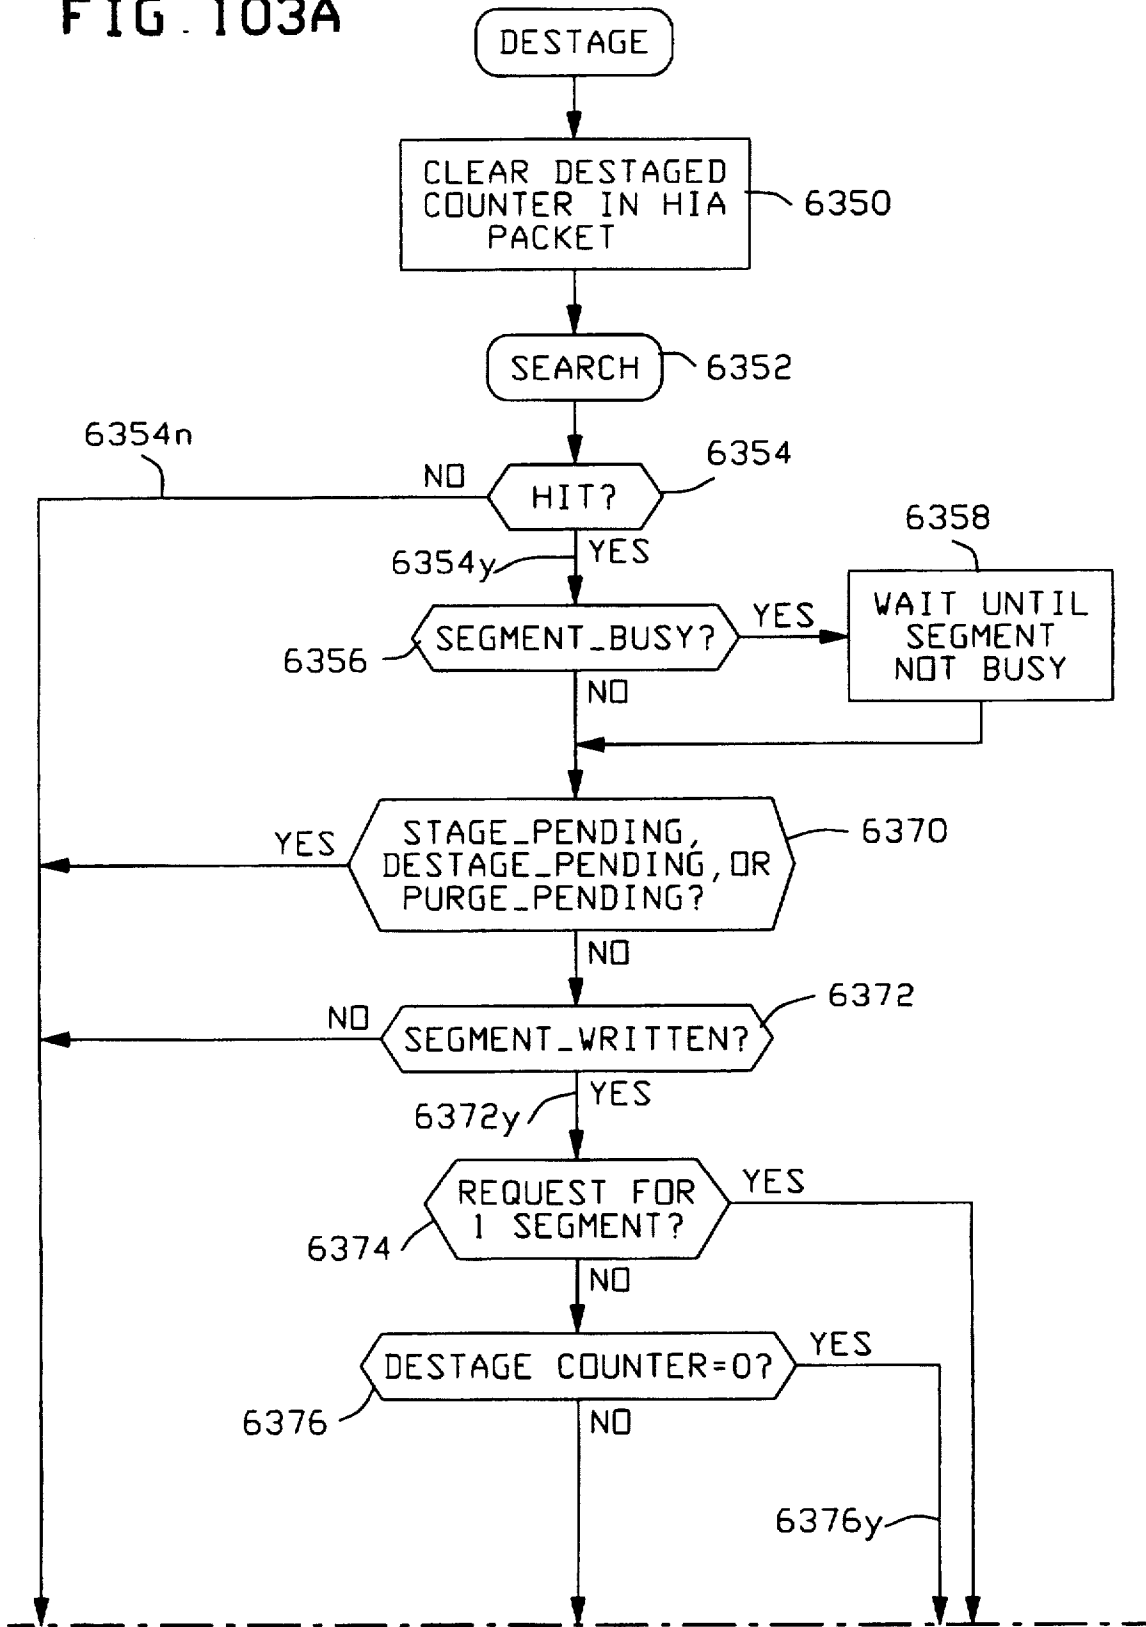 FIG. 103A
DESTAGE
CLEAR DESTAGED
COUNTER IN HIA
PACKET
6350
SEARCH
6352
6354n
NO
HIT?
6354
6354y
YES
6358
WAIT UNTIL
SEGMENT
NOT BUSY
SEGMENT_BUSY?
YES
6356
NO
YES
STAGE_PENDING,
DESTAGE_PENDING, OR
PURGE_PENDING?
6370
NO
NO
SEGMENT_WRITTEN?
6372
6372y
YES
REQUEST FOR
1 SEGMENT?
YES
6374
NO
DESTAGE COUNTER=0?
YES
6376
NO
6376y